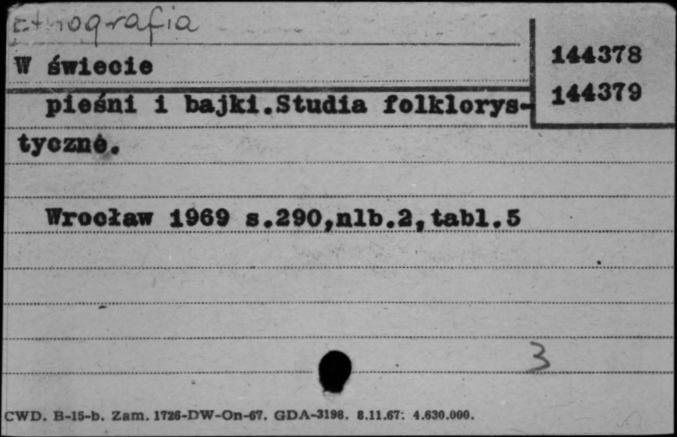 Etnografia
W świecie
144378
pieśni i bajki.Studia folklorys-
144379
tyczne.
Wrocław 1969 s.290,nlb.2,tabl.5
3
CWD. B-15-b. Zam. 1726-DW-On-67. GDA-3198. 8.11.67: 4.630.000.